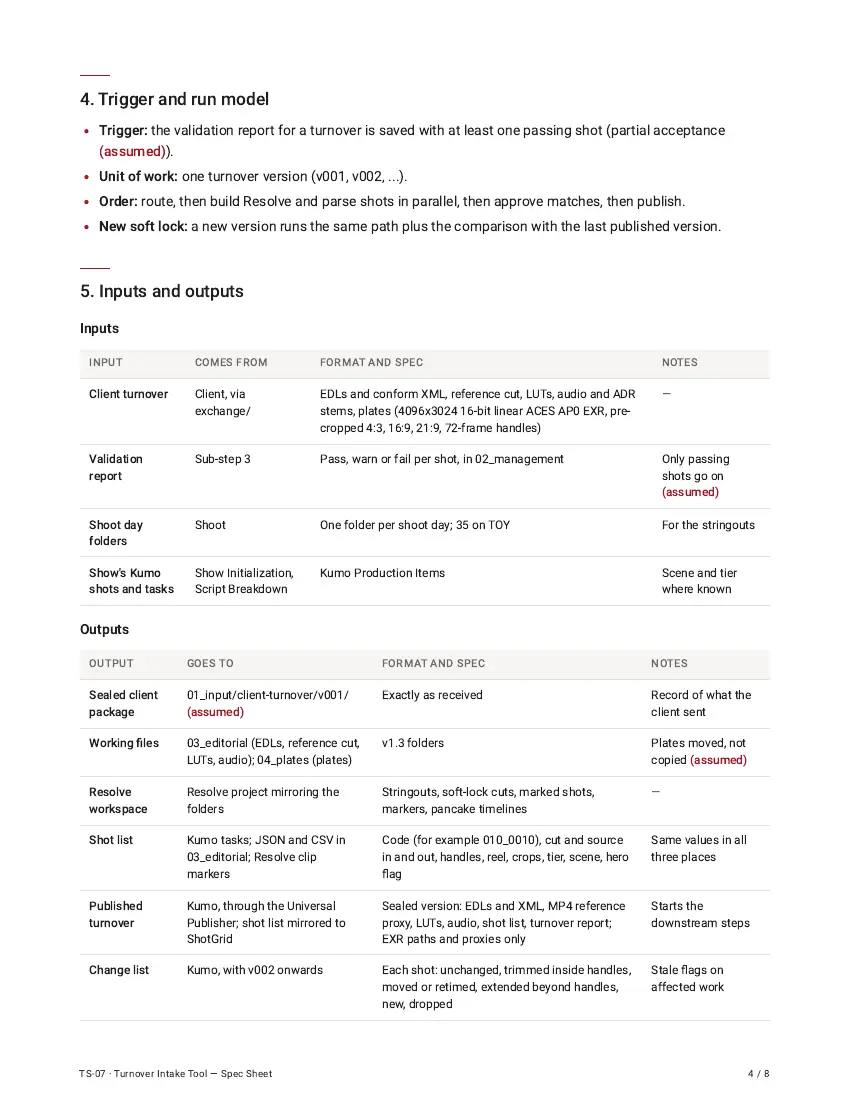 4. Trigger and run model
• Trigger: the validation report for a turnover is saved with at least one passing shot (partial acceptance
(assumed)).
• Unit of work: one turnover version (v001, v002, ...).
• Order: route, then build Resolve and parse shots in parallel, then approve matches, then publish.
• New soft lock: a new version runs the same path plus the comparison with the last published version.
5. Inputs and outputs
Inputs
INPUT COMES FROM FORMAT AND SPEC NOTES
Client turnover Client, via EDLs and conform XML, reference cut, LUTs, audio and ADR —
exchange/ stems, plates (4096x3024 16-bit linear ACES AP0 EXR, pre-
cropped 4:3, 16:9, 21:9, 72-frame handles)
Validation Sub-step 3 Pass, warn or fail per shot, in 02_management Only passing
report shots go on
(assumed)
Shoot day Shoot One folder per shoot day; 35 on TOY For the stringouts
folders
Show's Kumo Show Initialization, Kumo Production Items Scene and tier
shots and tasks Script Breakdown where known
Outputs
OUTPUT GOES TO FORMAT AND SPEC NOTES
Sealed client 01_input/client-turnover/v001/ Exactly as received Record of what the
package (assumed) client sent
Working files 03_editorial (EDLs, reference cut, v1.3 folders Plates moved, not
LUTs, audio); 04_plates (plates) copied (assumed)
Resolve Resolve project mirroring the Stringouts, soft-lock cuts, marked shots, —
workspace folders markers, pancake timelines
Shot list Kumo tasks; JSON and CSV in Code (for example 010_0010), cut and source Same values in all
03_editorial; Resolve clip in and out, handles, reel, crops, tier, scene, hero three places
markers flag
Published Kumo, through the Universal Sealed version: EDLs and XML, MP4 reference Starts the
turnover Publisher; shot list mirrored to proxy, LUTs, audio, shot list, turnover report; downstream steps
ShotGrid EXR paths and proxies only
Change list Kumo, with v002 onwards Each shot: unchanged, trimmed inside handles, Stale flags on
moved or retimed, extended beyond handles, affected work
new, dropped
TS-07 · Turnover Intake Tool — Spec Sheet 4 / 8